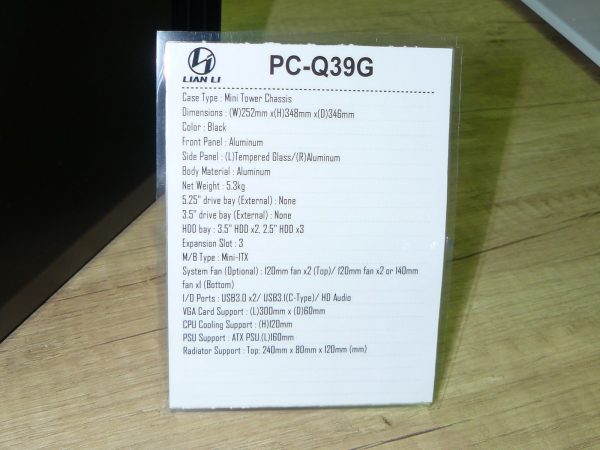 PC-Q39G
LIAN LI
Case Type : Mini Tower Chassis
Dimensions : (W)252mm x(H)348mm x(D)346mm
Color : Black
Front Panel : Aluminum
Side Panel : (L)Tempered Glass/(R)Aluminum
Body Material : Aluminum
Net Weight : 5.3kg
5.25" drive bay (External) : None
3.5" drive bay (External) : None
HDD bay : 3.5" HDD x2, 2.5" HDD x3
Expansion Slot : 3
M/B Type : Mini-ITX
System Fan (Optional) : 120mm fan x2 (Top)/ 120mm fan x2 or 140mm
fan x1 (Bottom)
I/O Ports : USB3.0 x2/ USB3.1(C-Type)/ HD Audio
VGA Card Support : (L)300mm x (D)60mm
CPU Cooling Support : (H)120mm
PSU Support : ATX PSU,(L)160mm
Radiator Support : Top: 240mm x 80mm x 120mm (mm)